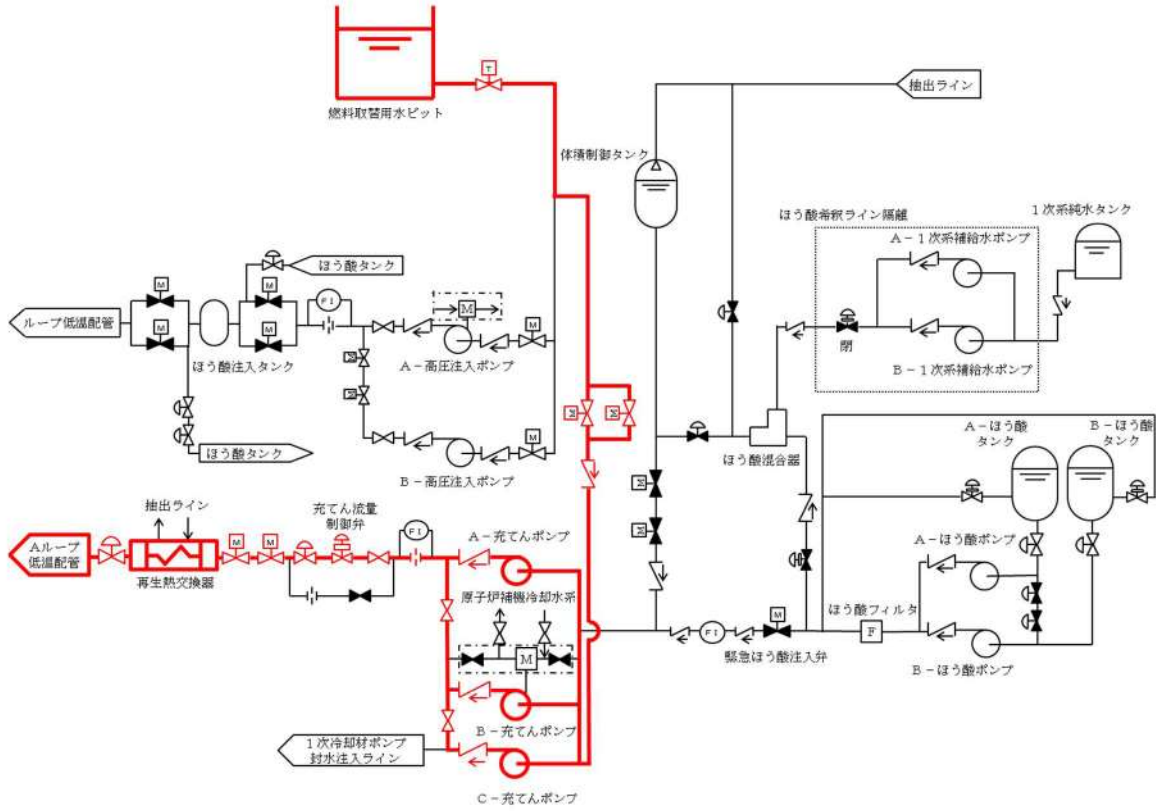 T
燃料取替用水ピット
抽出ライン
体積制御タンク
ほう酸希釈ライン隔離
1次系純水タンク
A-1次系補給水ポンプ
ほう酸タンク
M
M
FI
M
ループ低温配管
M
M
M
ほう酸注入タンク
A-高圧注入ポンプ
閉
B-1次系補給水ポンプ
M
M
M
M
M
ほう酸タンク
B-高圧注入ポンプ
ほう酸混合器
A-ほう酸
タンク
B-ほう酸
タンク
M
M
抽出ライン
充てん流量
制御弁
FI
A-充てんポンプ
M
M
Aループ
低温配管
再生熱交換器
原子炉補機冷却水系
A-ほう酸ポンプ
ほう酸フィルタ
M
FI
F
緊急ほう酸注入弁
M
B-ほう酸ポンプ
B-充てんポンプ
1次冷却材ポンプ
封水注入ライン
C-充てんポンプ